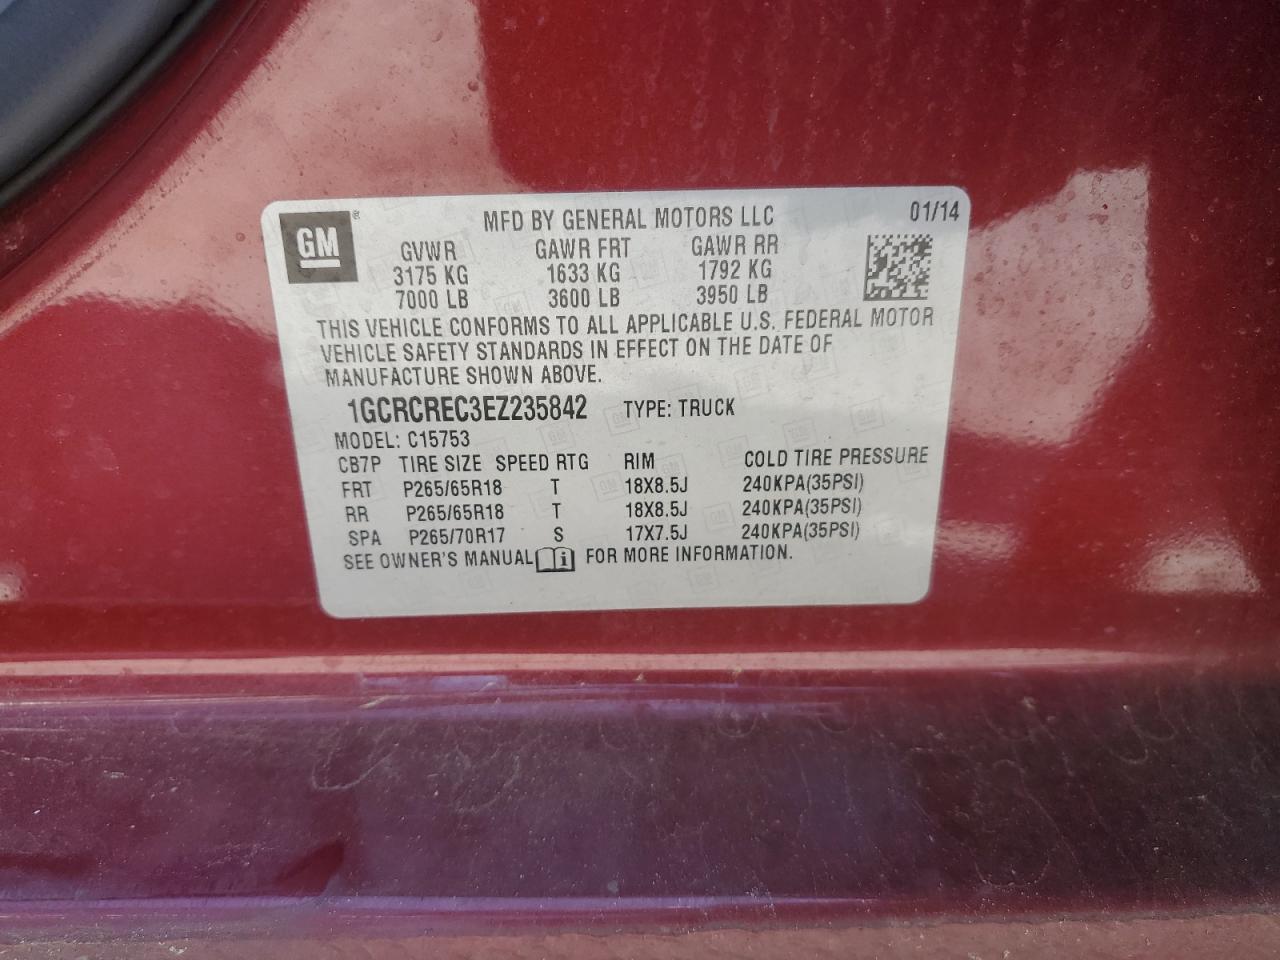 GM ® MFD BY GENERAL MOTORS LLC 01/14
GVWR GAWR FRT GAWR RR
3175 KG 1633 KG 1792 KG
7000 LB 3600 LB 3950 LB
THIS VEHICLE CONFORMS TO ALL APPLICABLE U.S. FEDERAL MOTOR
VEHICLE SAFETY STANDARDS IN EFFECT ON THE DATE OF
MANUFACTURE SHOWN ABOVE.
1GCRCREC3EZ235842 TYPE: TRUCK
MODEL: C15753
CB7P TIRE SIZE SPEED RTG RIM COLD TIRE PRESSURE
FRT P265/65R18 T 18X8.5J 240KPA(35PSI)
RR P265/65R18 T 18X8.5J 240KPA(35PSI)
SPA P265/70R17 S 17X7.5J 240KPA(35PSI)
SEE OWNER'S MANUAL i FOR MORE INFORMATION.